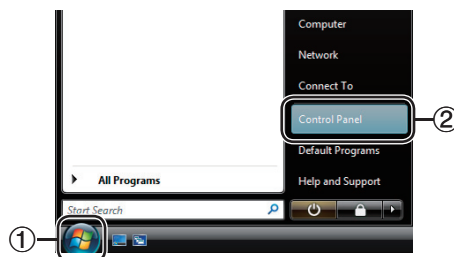 Computer
Network
Connect To
Control Panel
②
Default Programs
All Programs
Help and Support
Start Search
①